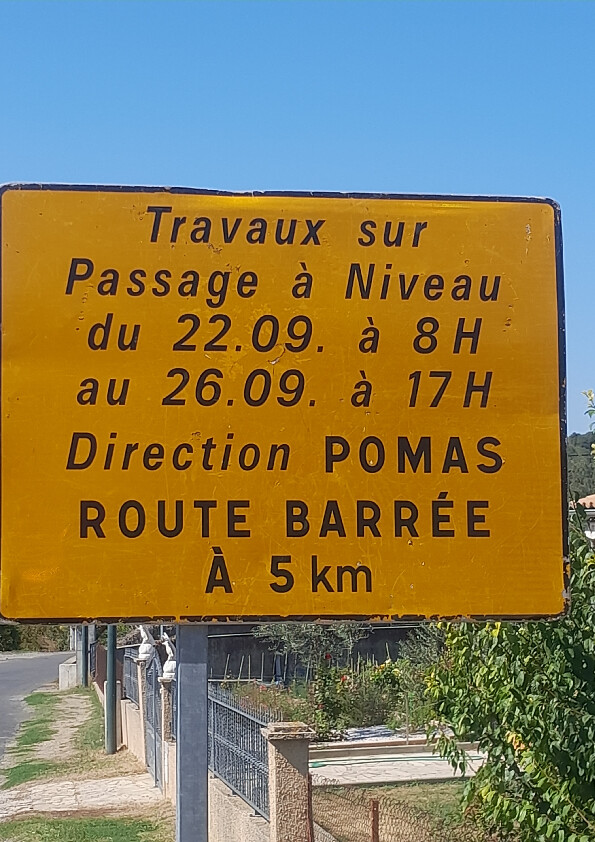 Travaux sur
Passage à Niveau
du 22.09. à 8H
au 26.09. à 17H
Direction POMAS
ROUTE BARRÉE
À 5 km